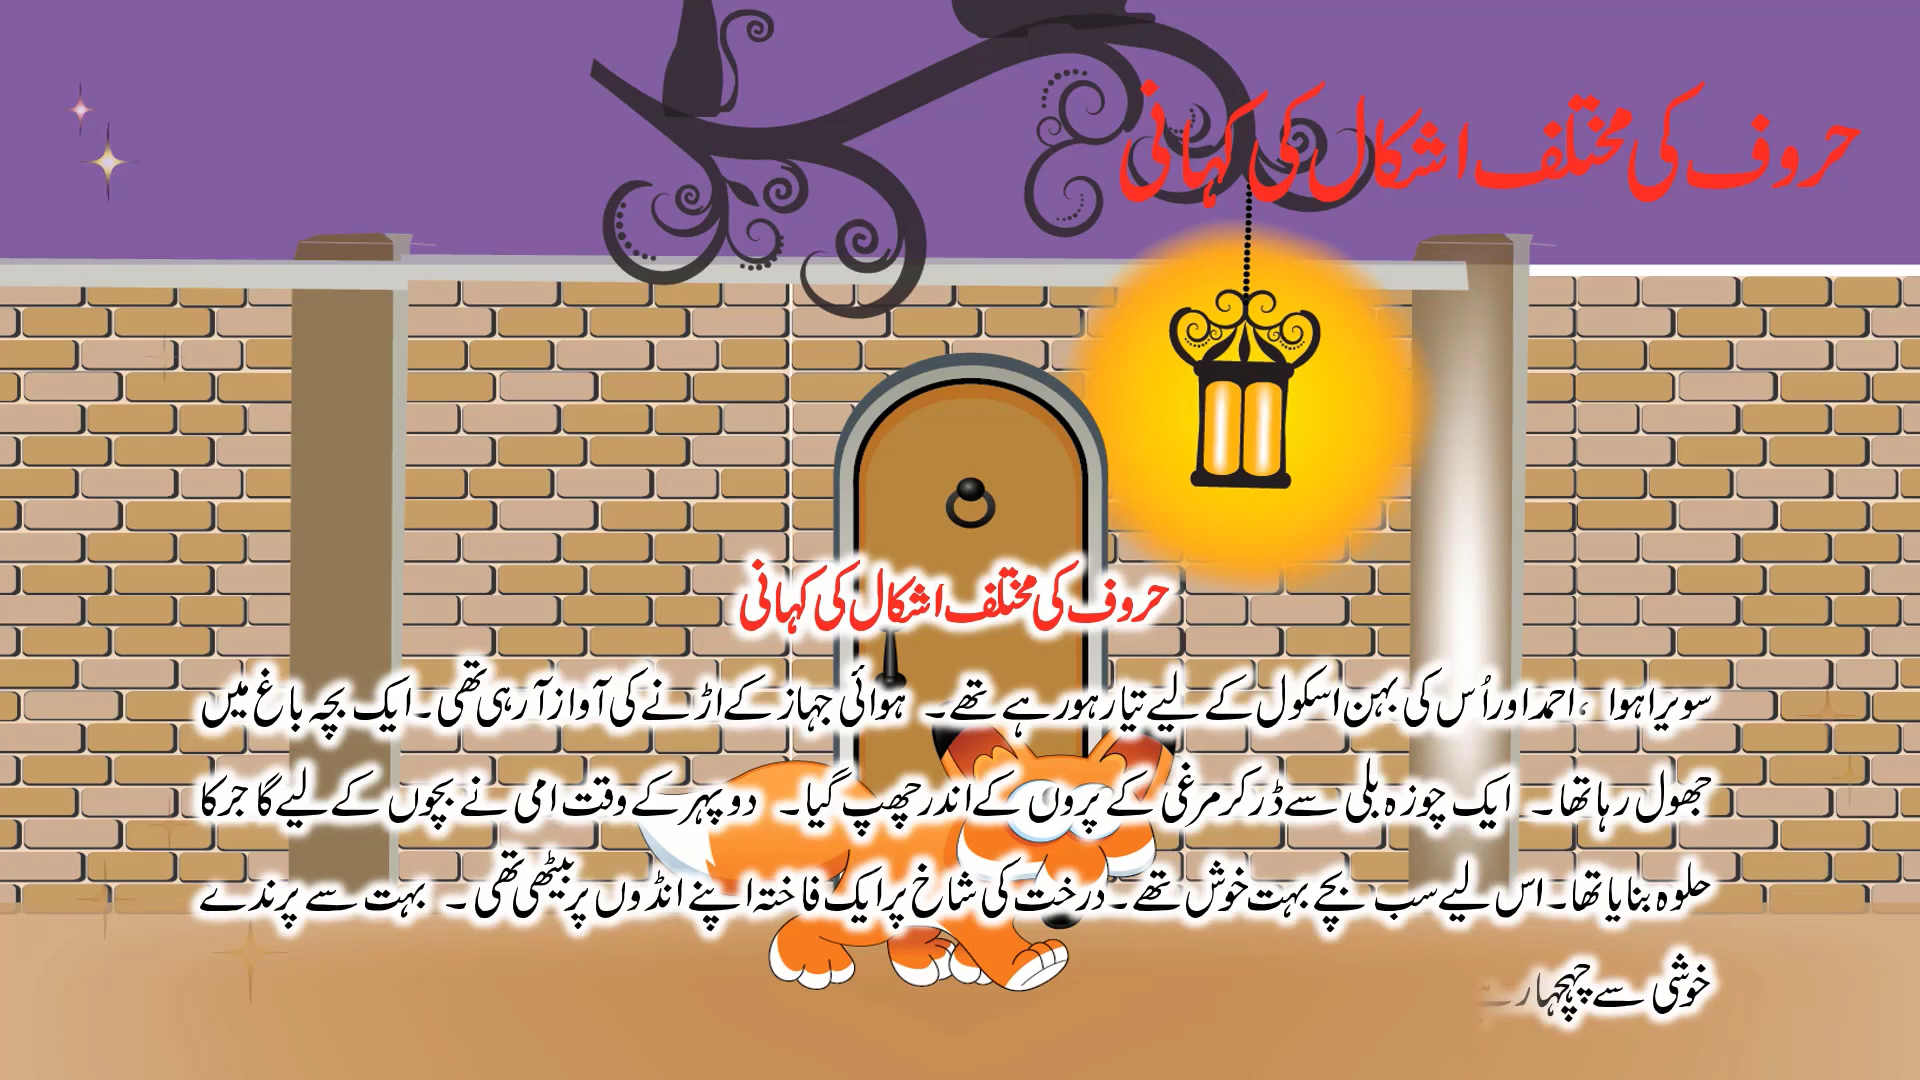 حروف کی مختلف اشکال کی کہانی
حروف کی مختلف اشکال کی کہانی
سویرا ہوا ، احمد اور اُس کی بہن اسکول کے لیے تیار ہو رہے تھے۔ ہوائی جہاز کے اڑنے کی آواز آ رہی تھی۔ ایک بچہ باغ میں
جھول رہا تھا۔ ایک چوزہ بلی سے ڈر کر مرغی کے پروں کے اندر چھپ گیا۔ دوپہر کے وقت امی نے بچوں کے لیے گاجر کا
حلوہ بنایا تھا۔ اس لیے سب بچے بہت خوش تھے۔ درخت کی شاخ پر ایک فاختہ اپنے انڈوں پر بیٹھی تھی۔ بہت سے پرندے
خوشی سے چہچہا رہے